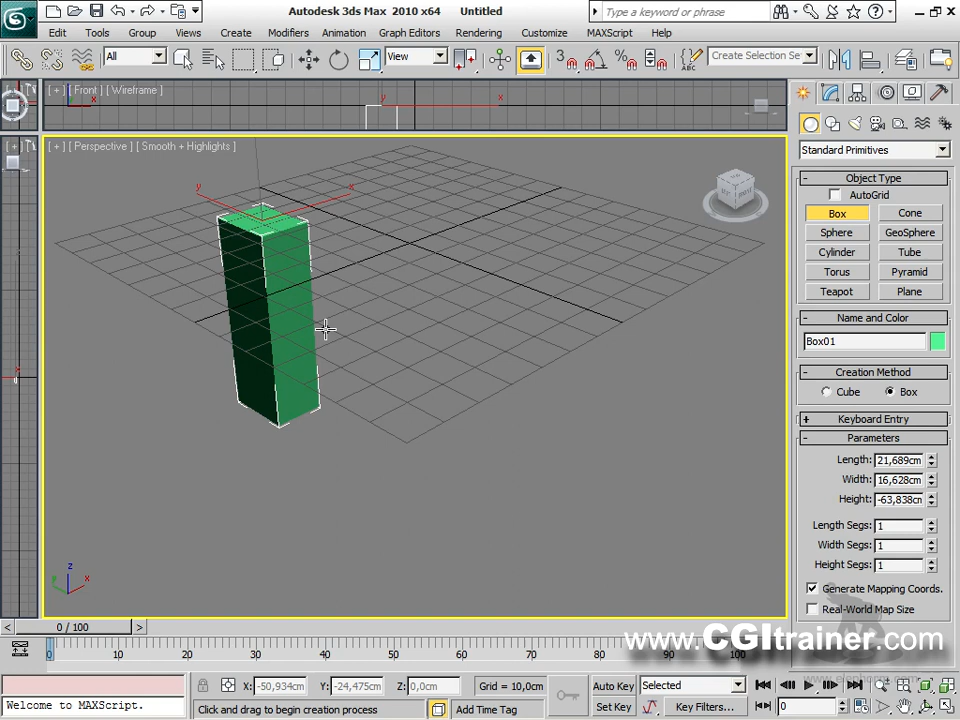 Autodesk 3ds Max 2010 x64 Untitled
Type a keyword or phrase
Edit Tools Group Views Create Modifiers Animation Graph Editors Rendering Customize MAXScript Help
All
View
Create Selection Se
ABC
[ + ] [ Front ] [ Wireframe ]
y x
[ + ] [ Perspective ] [ Smooth + Highlights ]
y x
z
x
Standard Primitives
- Object Type
AutoGrid
Box Cone
Sphere GeoSphere
Cylinder Tube
Torus Pyramid
Teapot Plane
- Name and Color
Box01
- Creation Method
Cube Box
+ Keyboard Entry
- Parameters
Length: 21,689cm
Width: 16,628cm
Height: -63,838cm
Length Segs: 1
Width Segs: 1
Height Segs: 1
Generate Mapping Coords.
Real-World Map Size
< 0 / 100 >
0 10 20 30 40 50 60 70 80 90 100
www.CGItrainer.com
X: -50,934cm Y: -24,475cm Z: 0,0cm Grid = 10,0cm Auto Key Selected
Welcome to MAXScript. Click and drag to begin creation process Add Time Tag Set Key Key Filters... 0